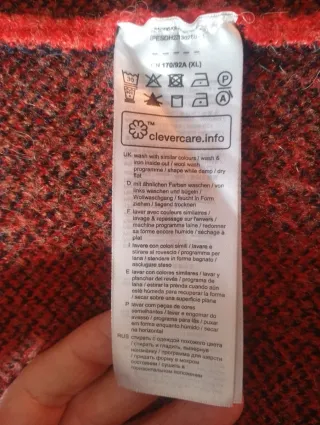 170/92A (XL)
30
P
A
TM
clevercare.info
UK wash with similar colours / wash &
iron inside out / wool wash
programme / shape while damp / dry
flat
D mit ähnlichen Farben waschen / von
links waschen und bügeln /
Wollwaschgang / feucht in Form
ziehen / liegend trocknen
F laver avec couleurs similaires /
lavage & repassage sur l'envers /
machine programme laine / redonner
sa forme encore humide / séchage à
plat
I lavare con colori simili / lavare e
stirare al rovescio / programma per
lana / stendere in forma bagnato /
asciugare steso
E lavar con colores similares / lavar y
planchar del revés / programa de
lana / estirar la prenda cuando aún
esté humeda para recuperar la forma
/ secar sobre una superficie plana
P lavar com peças de cores
semelhantes / lavar e engomar do
avesso / programa para lãs / puxar
em forma enquanto húmido / secar
na horizontal
RUS стирать с одеждой похожего цвета
/ стирать и гладить, вывернув
наизнанку / программа для шерсти
/ придать форму в мокром
состоянии / сушить в
горизонтальном положении